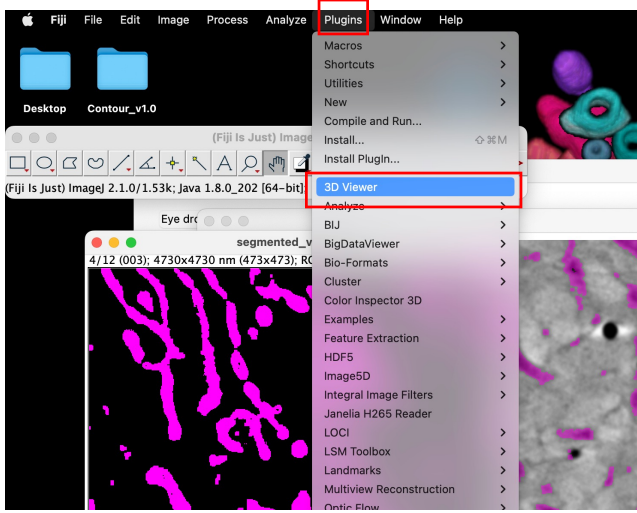 Fiji File Edit Image Process Analyze Plugins Window Help
Desktop Contour_v1.0
(Fiji Is Just) Image
(Fiji Is Just) ImageJ 2.1.0/1.53k; Java 1.8.0_202 [64-bit];
Eye dro
segmented_v
4/12 (003); 4730x4730 nm (473x473); RG
Macros >
Shortcuts >
Utilities >
New >
Compile and Run...
Install... ⇧⌘M
Install PlugIn...
3D Viewer
Analyze >
BIJ >
BigDataViewer >
Bio-Formats >
Cluster >
Color Inspector 3D
Examples >
Feature Extraction >
HDF5 >
Image5D >
Integral Image Filters >
Janelia H265 Reader
LOCI >
LSM Toolbox >
Landmarks >
Multiview Reconstruction >
Optic Flow >